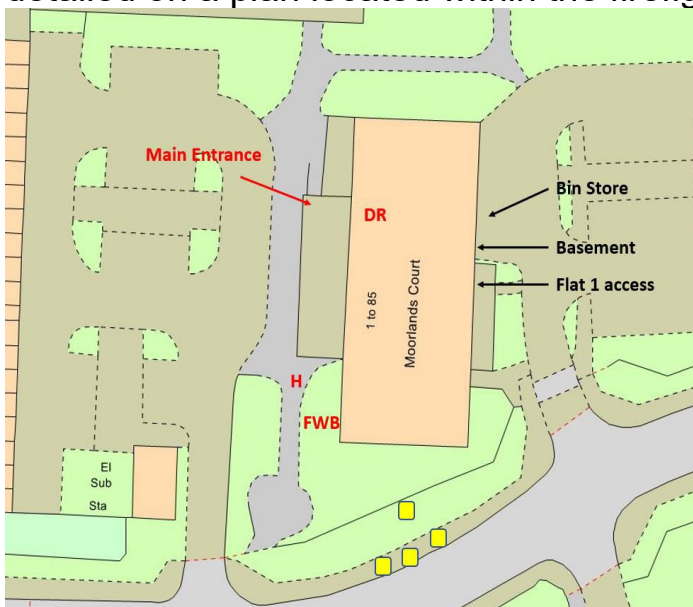 detailed on a plan located within the
Main Entrance
DR
Bin Store
Basement
Flat 1 access
1 to 85
Moorlands Court
H
FWB
El
Sub
Sta